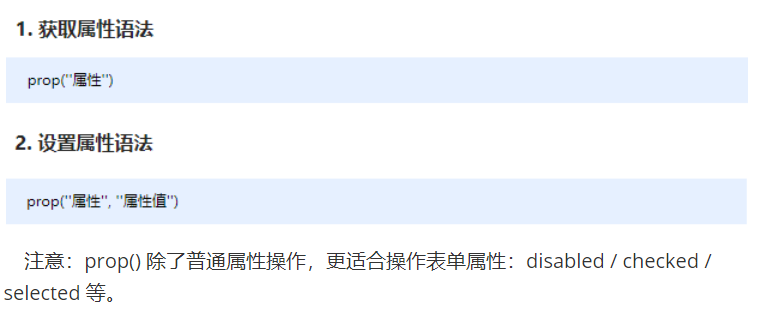 1. 获取属性语法
prop("属性")
2. 设置属性语法
prop("属性", "属性值")
注意：prop() 除了普通属性操作，更适合操作表单属性：disabled / checked /
selected 等。